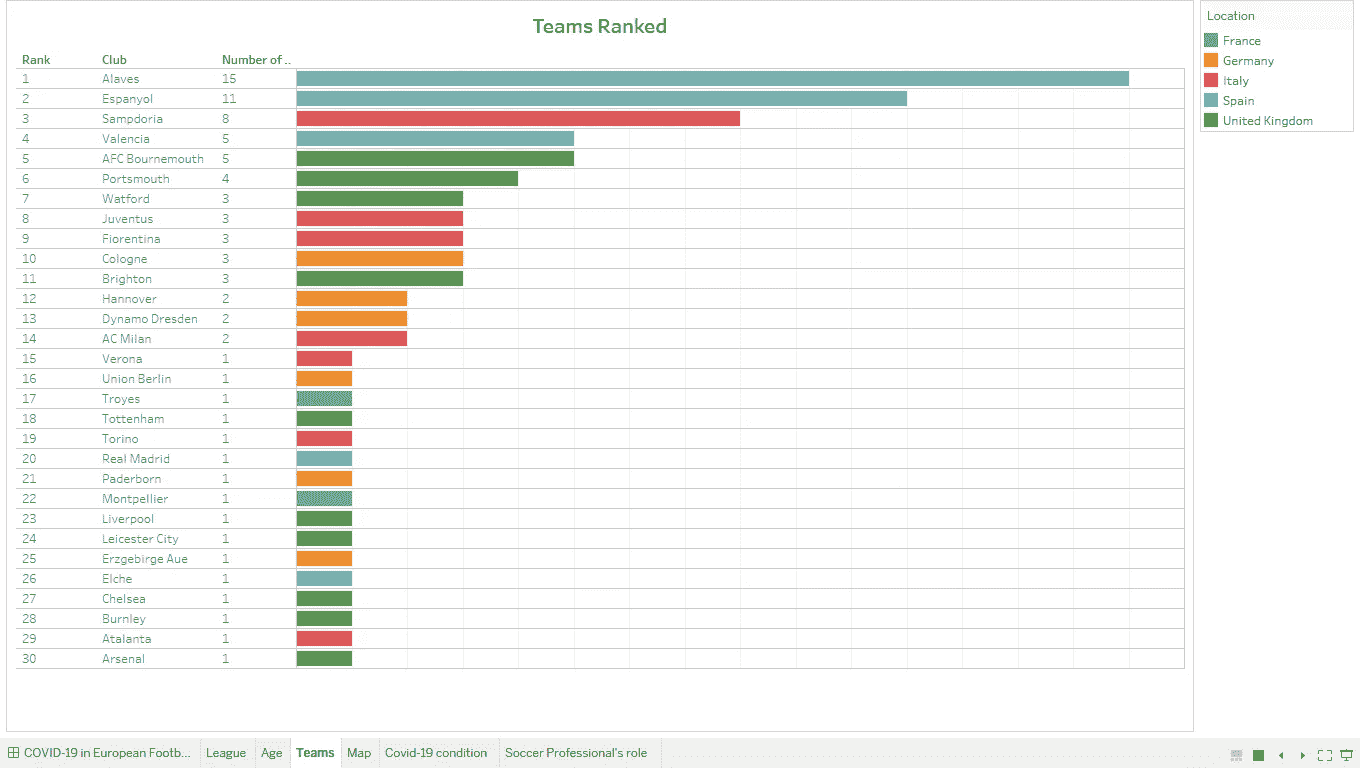 Teams Ranked
Rank Club Number of ..
1 Alaves 15
2 Espanyol 11
3 Sampdoria 8
4 Valencia 5
5 AFC Bournemouth 5
6 Portsmouth 4
7 Watford 3
8 Juventus 3
9 Fiorentina 3
10 Cologne 3
11 Brighton 3
12 Hannover 2
13 Dynamo Dresden 2
14 AC Milan 2
15 Verona 1
16 Union Berlin 1
17 Troyes 1
18 Tottenham 1
19 Torino 1
20 Real Madrid 1
21 Paderborn 1
22 Montpellier 1
23 Liverpool 1
24 Leicester City 1
25 Erzgebirge Aue 1
26 Elche 1
27 Chelsea 1
28 Burnley 1
29 Atalanta 1
30 Arsenal 1
Location
France
Germany
Italy
Spain
United Kingdom
COVID-19 in European Footb... League Age Teams Map Covid-19 condition Soccer Professional's role